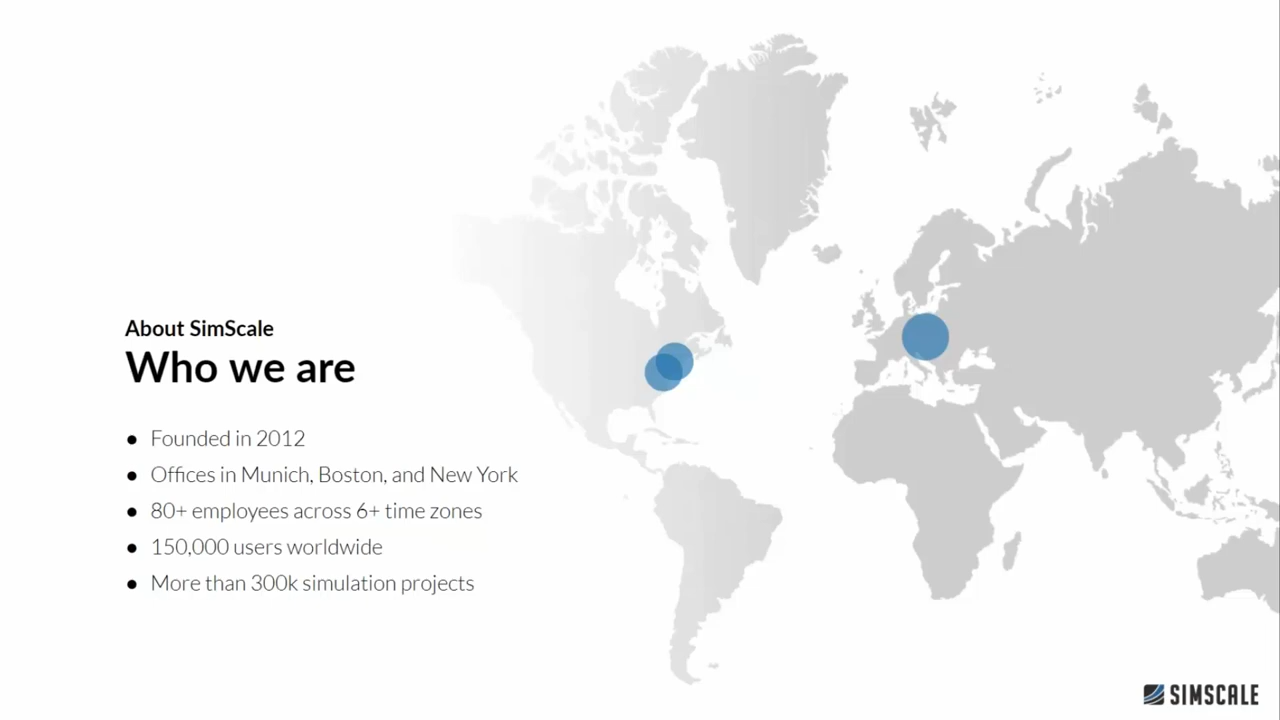 About SimScale
Who we are
● Founded in 2012
● Offices in Munich, Boston, and New York
● 80+ employees across 6+ time zones
● 150,000 users worldwide
● More than 300k simulation projects
SIMSCALE